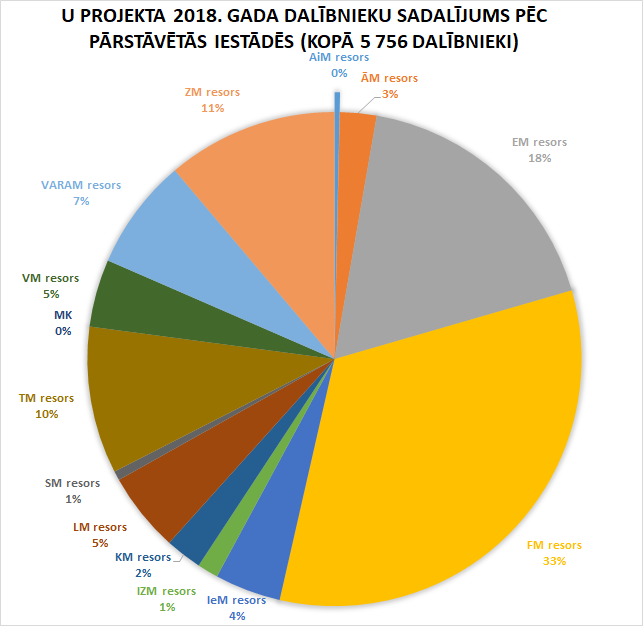 U PROJEKTA 2018. GADA DALĪBNIEKU SADALĪJUMS PĒC
PĀRSTĀVĒTĀS IESTĀDĒS (KOPĀ 5 756 DALĪBNIEKI)
AiM resors
0%
ĀM resors
3%
EM resors
18%
FM resors
33%
IeM resors
4%
IZM resors
1%
KM resors
2%
LM resors
5%
SM resors
1%
TM resors
10%
MK
0%
VM resors
5%
VARAM resors
7%
ZM resors
11%